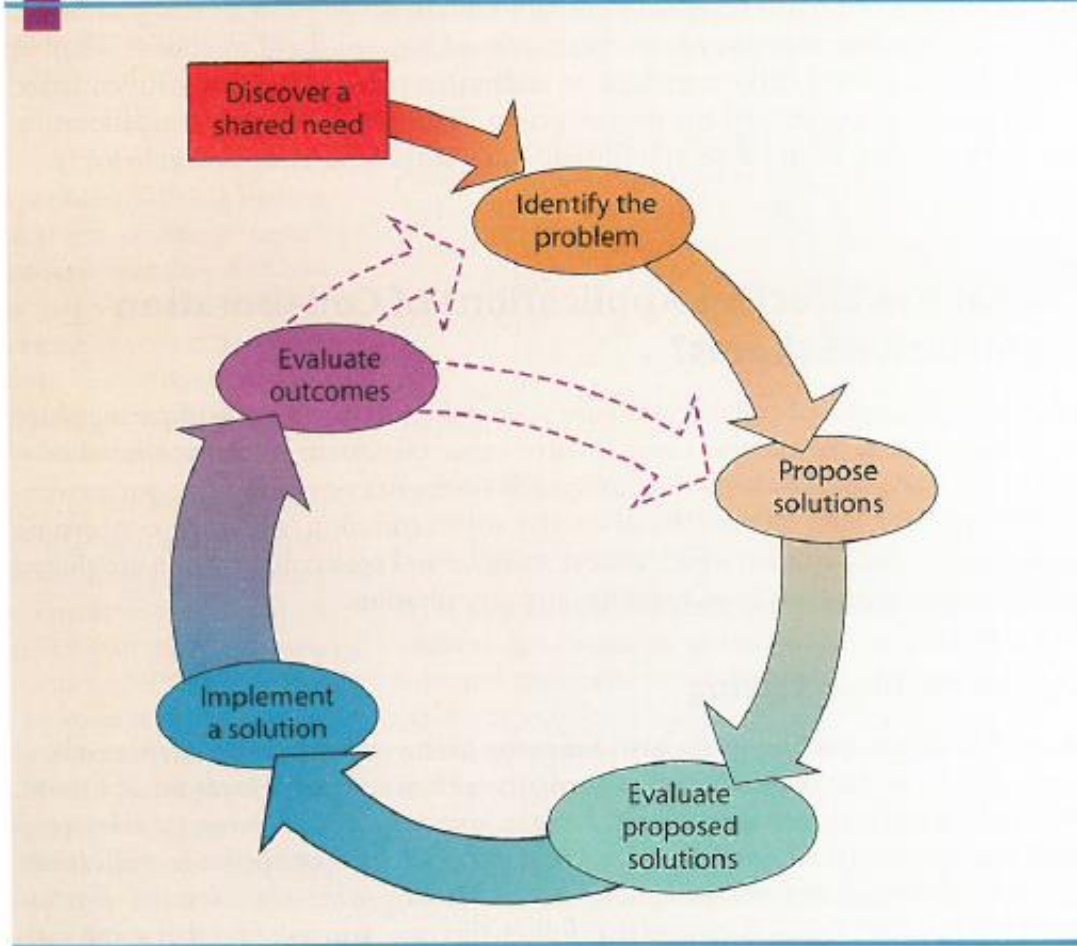 Discover a
shared need
Identify the
problem
Propose
solutions
Evaluate
proposed
solutions
Implement
a solution
Evaluate
outcomes